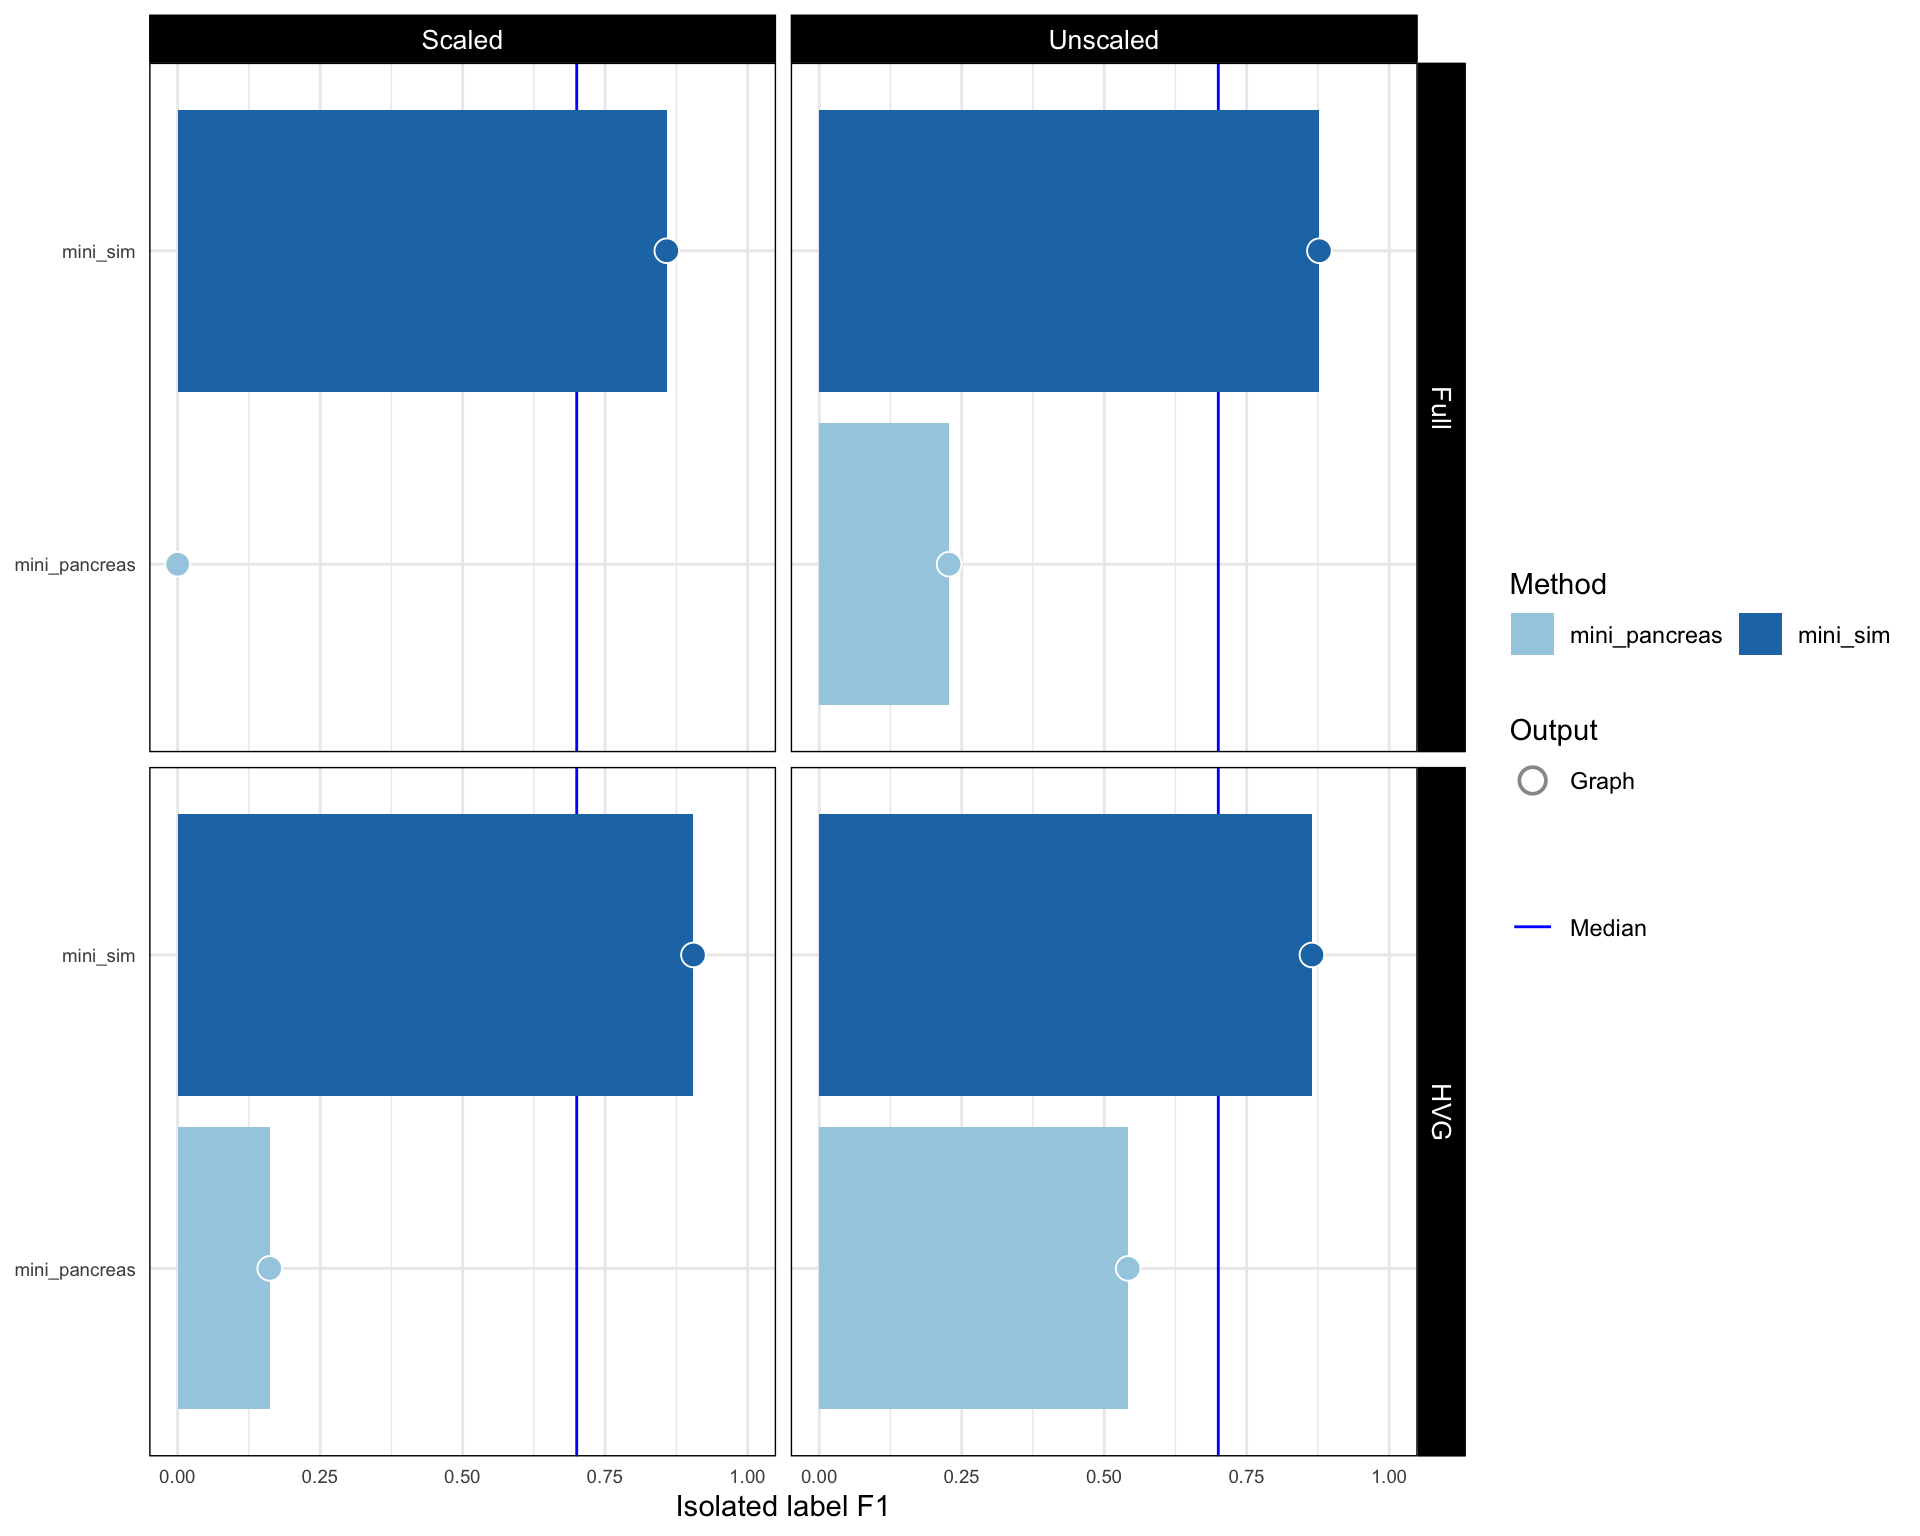 Scaled
Unscaled
Full
mini_sim
mini_pancreas
HVG
mini_sim
mini_pancreas
0.00 0.25 0.50 0.75 1.00 0.00 0.25 0.50 0.75 1.00
Isolated label F1
Method
mini_pancreas mini_sim
Output
Graph
Median